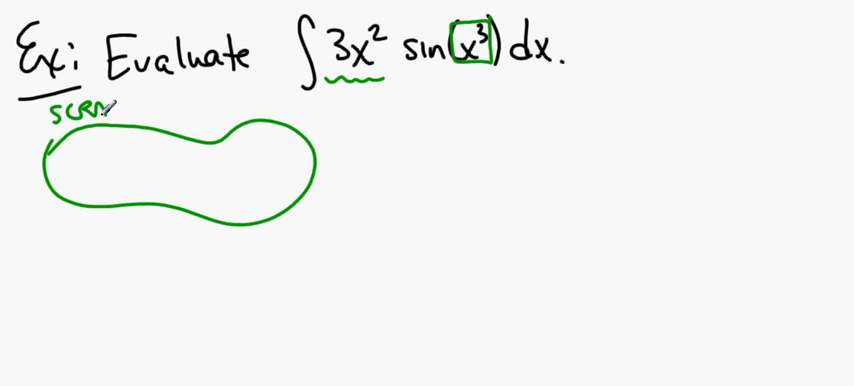 Ex: Evaluate ∫ 3x² sin(x³) dx.